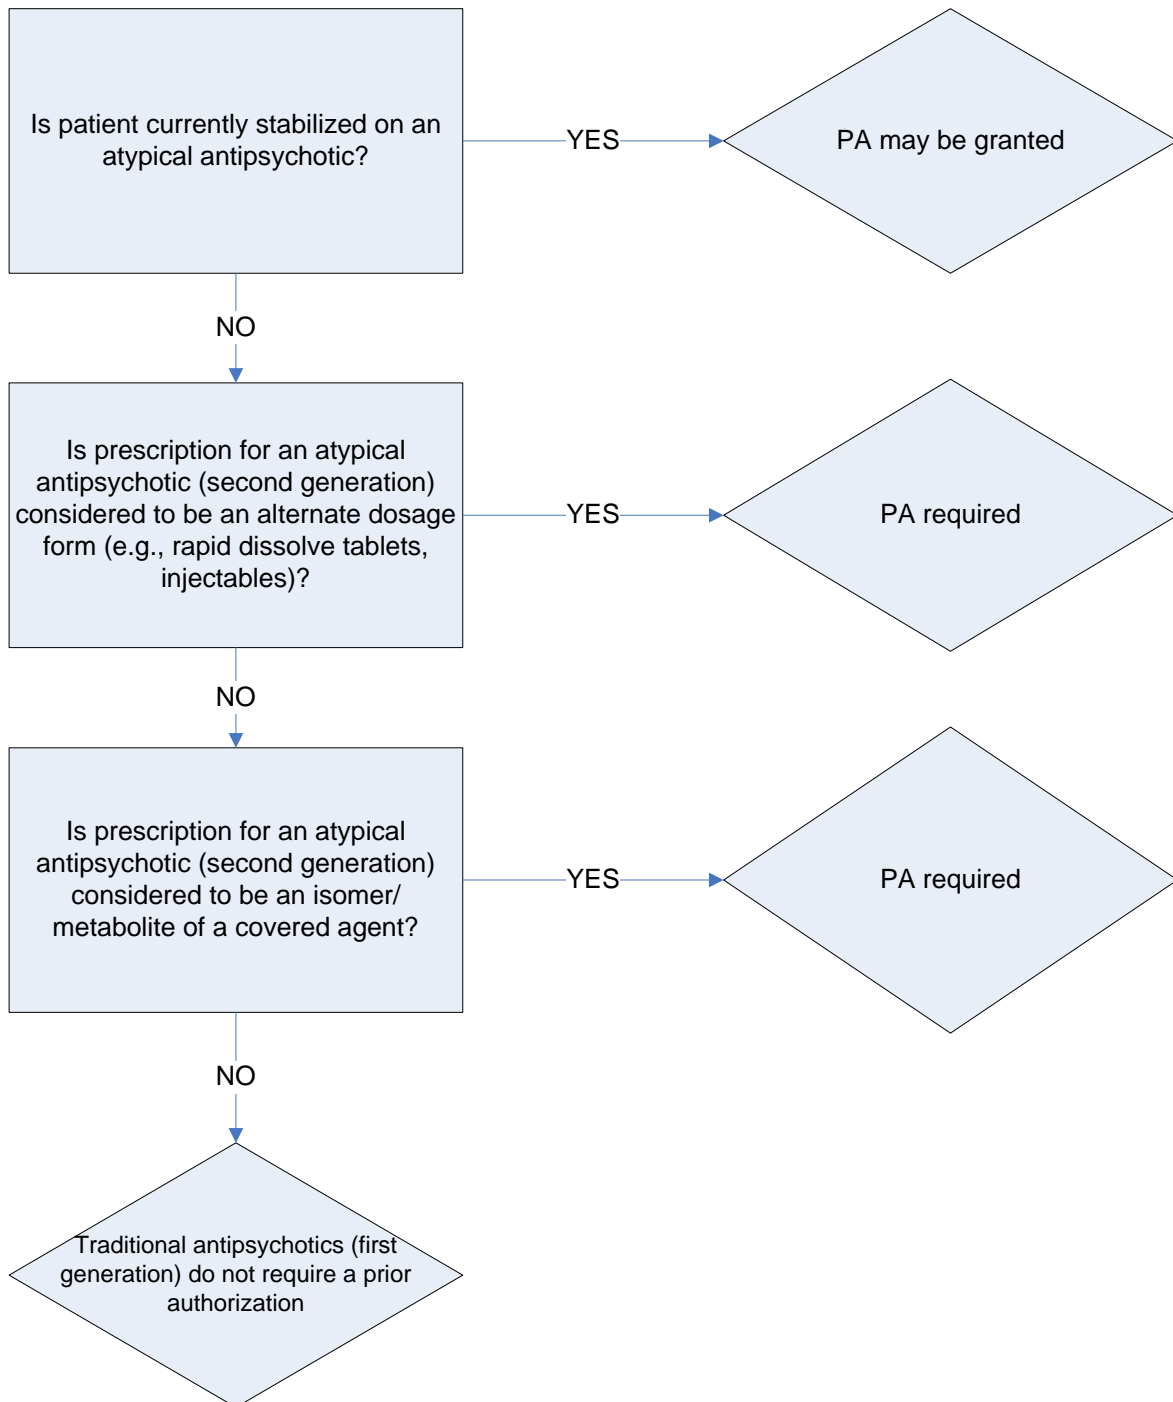 Is patient currently stabilized on an
atypical antipsychotic?
YES
PA may be granted
NO
Is prescription for an atypical
antipsychotic (second generation)
considered to be an alternate dosage
form (e.g., rapid dissolve tablets,
injectables)?
YES
PA required
NO
Is prescription for an atypical
antipsychotic (second generation)
considered to be an isomer/
metabolite of a covered agent?
YES
PA required
NO
Traditional antipsychotics (first
generation) do not require a prior
authorization